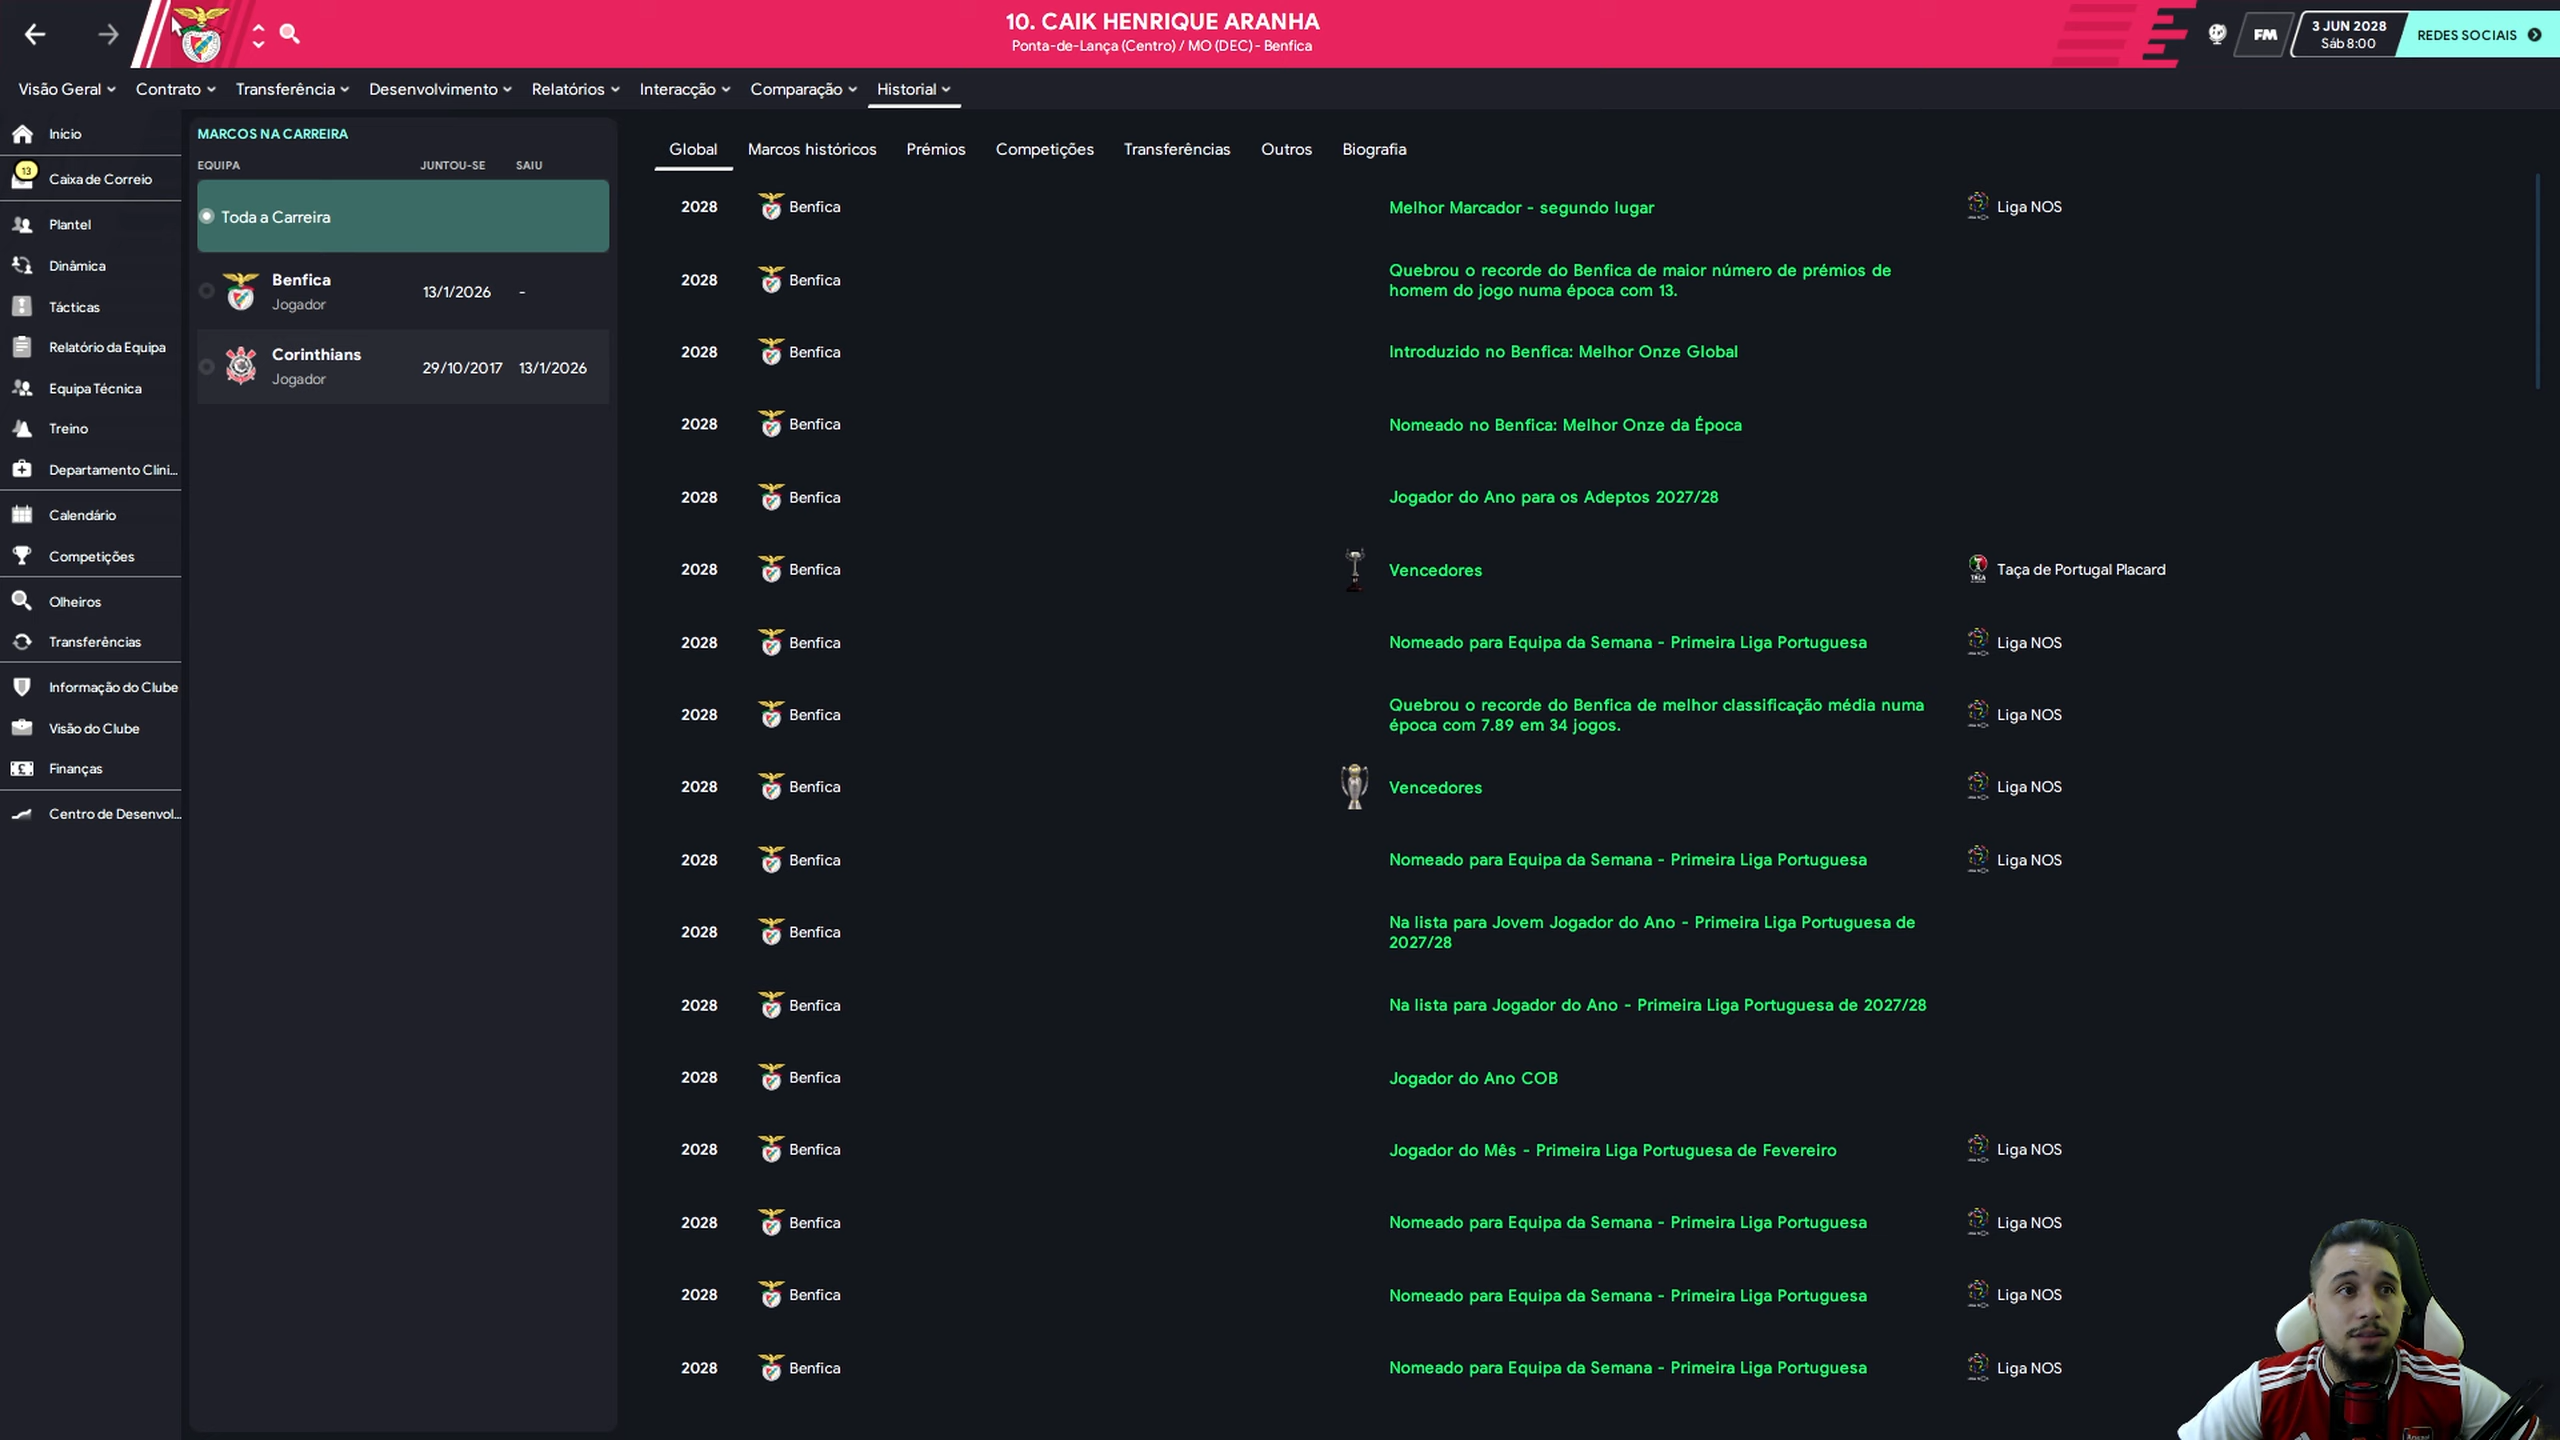 10. CAIK HENRIQUE ARANHA
Ponta-de-Lança (Centro) / MO (DEC) - Benfica
FM
3 JUN 2028
Sáb 8:00
REDES SOCIAIS
Visão Geral
Contrato
Transferência
Desenvolvimento
Relatórios
Interacção
Comparação
Historial
Início
13
Caixa de Correio
Plantel
Dinâmica
Tácticas
Relatório da Equipa
Equipa Técnica
Treino
Departamento Clíni...
Calendário
Competições
Olheiros
Transferências
Informação do Clube
Visão do Clube
Finanças
Centro de Desenvol...
MARCOS NA CARREIRA
EQUIPA JUNTOU-SE SAIU
Toda a Carreira
Benfica
Jogador
13/1/2026 -
Corinthians
Jogador
29/10/2017 13/1/2026
Global Marcos históricos Prémios Competições Transferências Outros Biografia
2028 Benfica Melhor Marcador - segundo lugar Liga NOS
2028 Benfica Quebrou o recorde do Benfica de maior número de prémios de
homem do jogo numa época com 13.
2028 Benfica Introduzido no Benfica: Melhor Onze Global
2028 Benfica Nomeado no Benfica: Melhor Onze da Época
2028 Benfica Jogador do Ano para os Adeptos 2027/28
2028 Benfica Vencedores Taça de Portugal Placard
2028 Benfica Nomeado para Equipa da Semana - Primeira Liga Portuguesa Liga NOS
2028 Benfica Quebrou o recorde do Benfica de melhor classificação média numa
época com 7.89 em 34 jogos. Liga NOS
2028 Benfica Vencedores Liga NOS
2028 Benfica Nomeado para Equipa da Semana - Primeira Liga Portuguesa Liga NOS
2028 Benfica Na lista para Jovem Jogador do Ano - Primeira Liga Portuguesa de
2027/28
2028 Benfica Na lista para Jogador do Ano - Primeira Liga Portuguesa de 2027/28
2028 Benfica Jogador do Ano COB
2028 Benfica Jogador do Mês - Primeira Liga Portuguesa de Fevereiro Liga NOS
2028 Benfica Nomeado para Equipa da Semana - Primeira Liga Portuguesa Liga NOS
2028 Benfica Nomeado para Equipa da Semana - Primeira Liga Portuguesa Liga NOS
2028 Benfica Nomeado para Equipa da Semana - Primeira Liga Portuguesa Liga NOS